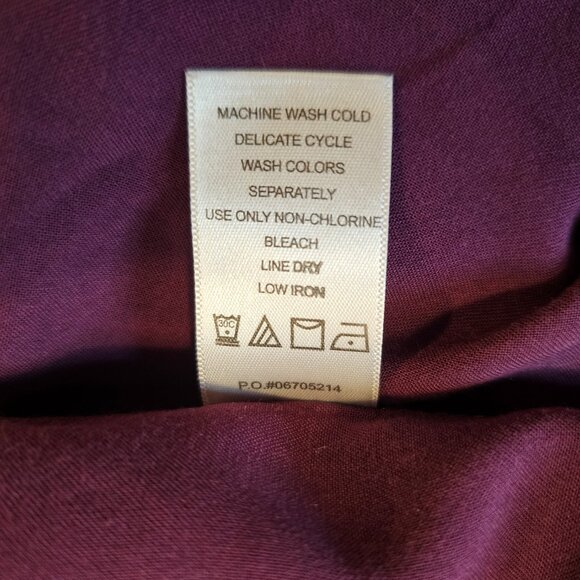 MACHINE WASH COLD
DELICATE CYCLE
WASH COLORS
SEPARATELY
USE ONLY NON-CHLORINE
BLEACH
LINE DRY
LOW IRON
30C
P.O.#06705214